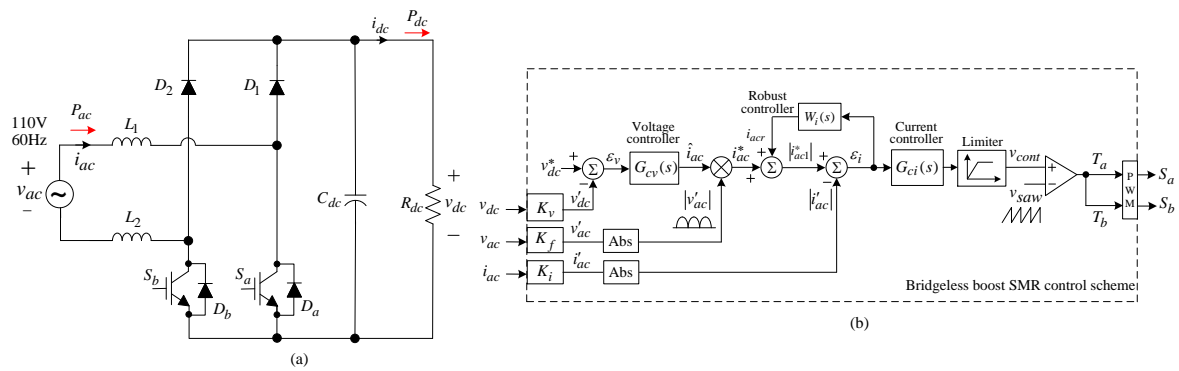 i_dc
P_dc
D_2
D_1
P_ac
110V
60Hz
L_1
+
i_ac
v_ac
−
L_2
C_dc
R_dc
+
v_dc
−
S_b
S_a
D_b
D_a
(a)
Robust
controller
W_i(s)
Voltage
controller
i_acr
Current
controller
Limiter
v*_dc
+
Σ
−
ε_v
G_cv(s)
î_ac
i*_ac
+
+
Σ
|i*_ac1|
+
Σ
−
ε_i
G_ci(s)
v_cont
+
−
T_a
P
W
M
S_a
v_dc
K_v
v'_dc
|v'_ac|
|i'_ac|
v_saw
T_b
S_b
v_ac
K_f
v'_ac
Abs
i_ac
K_i
i'_ac
Abs
Bridgeless boost SMR control scheme
(b)